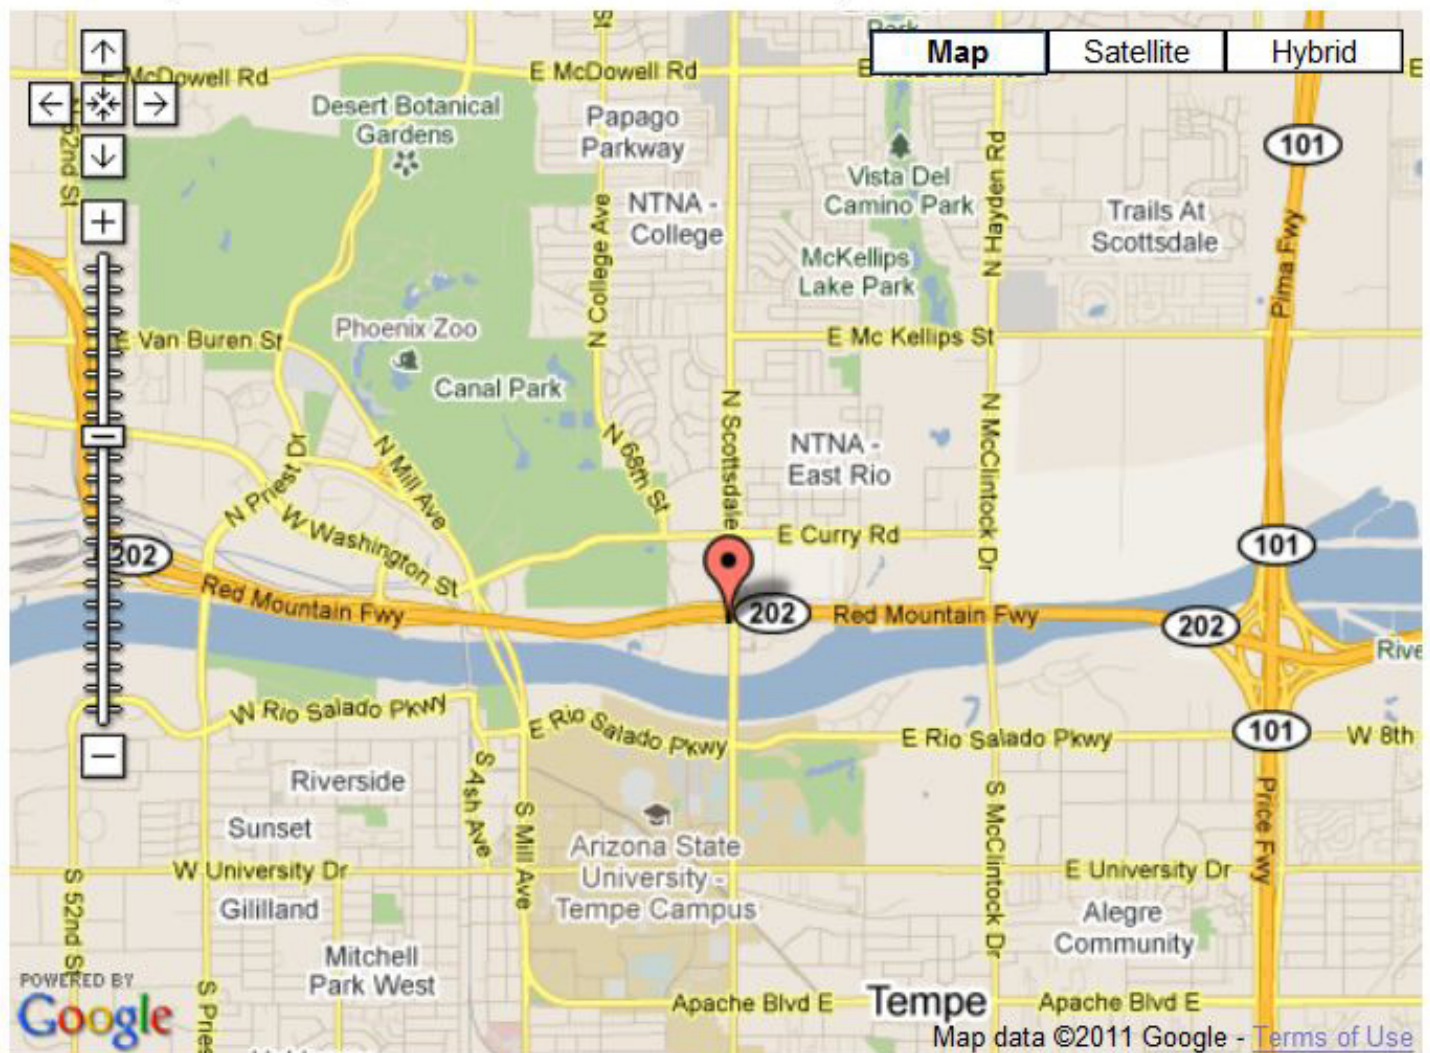 Park
Map
Satellite
Hybrid
E McDowell Rd
E McDowell Rd
E
Desert Botanical
Gardens
Papago
Parkway
101
N 52nd St
Vista Del
Camino Park
N Hayden Rd
NTNA -
College
Trails At
Scottsdale
N College Ave
McKellips
Lake Park
Pima Fwy
E Van Buren St
Phoenix Zoo
E Mc Kellips St
Canal Park
N Scottsdale
N McClintock Dr
N Priest Dr
N Mill Ave
N 68th St
NTNA -
East Rio
W Washington St
E Curry Rd
101
202
Red Mountain Fwy
202
Red Mountain Fwy
202
Rive
W Rio Salado Pkwy
E Rio Salado Pkwy
E Rio Salado Pkwy
101
W 8th
Riverside
S Ash Ave
Sunset
S Mill Ave
Arizona State
University -
Tempe Campus
S McClintock Dr
Price Fwy
W University Dr
E University Dr
S 52nd St
Gililland
Alegre
Community
Mitchell
Park West
S Pries
Apache Blvd E
Tempe
Apache Blvd E
POWERED BY
Google
Map data ©2011 Google - Terms of Use